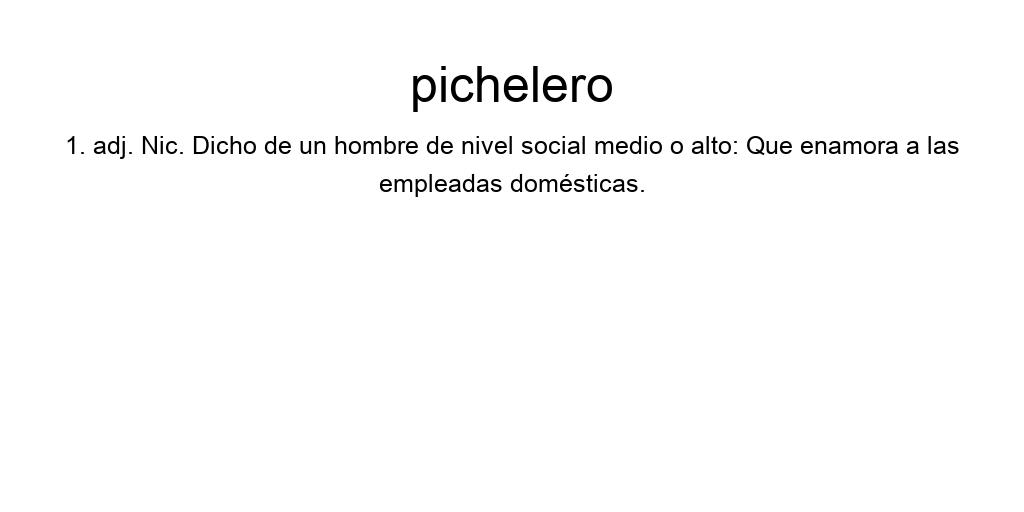 pichelero
1. adj. Nic. Dicho de un hombre de nivel social medio o alto: Que enamora a las
empleadas domésticas.